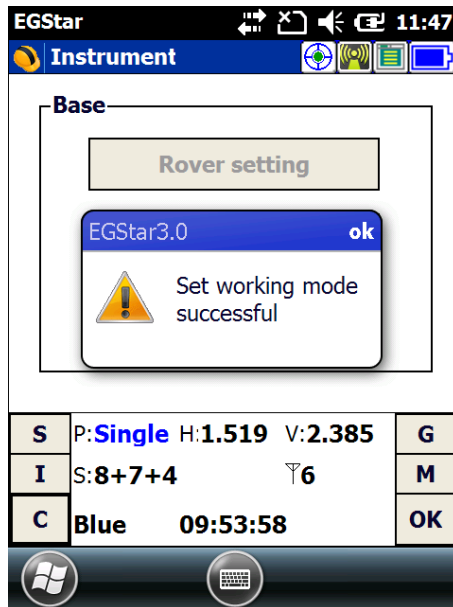 EGStar 11:47
Instrument
Base
Rover setting
EGStar3.0 ok
Set working mode
successful
S P:Single H:1.519 V:2.385 G
I S:8+7+4 6 M
C Blue 09:53:58 OK